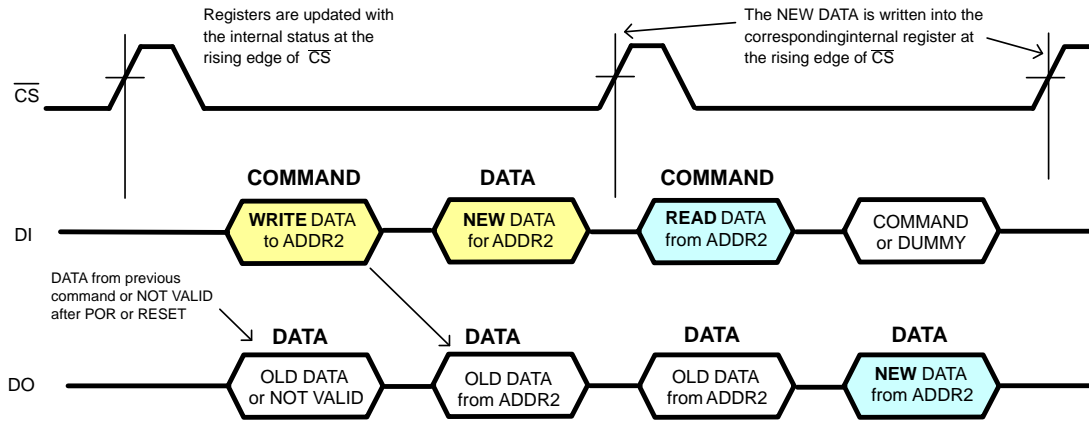 Registers are updated with
the internal status at the
rising edge of C̅S̅
The NEW DATA is written into the
correspondinginternal register at
the rising edge of C̅S̅
C̅S̅
COMMAND
DATA
COMMAND
DI
WRITE DATA
to ADDR2
NEW DATA
for ADDR2
READ DATA
from ADDR2
COMMAND
or DUMMY
DATA from previous
command or NOT VALID
after POR or RESET
DATA
DATA
DATA
DATA
DO
OLD DATA
or NOT VALID
OLD DATA
from ADDR2
OLD DATA
from ADDR2
NEW DATA
from ADDR2